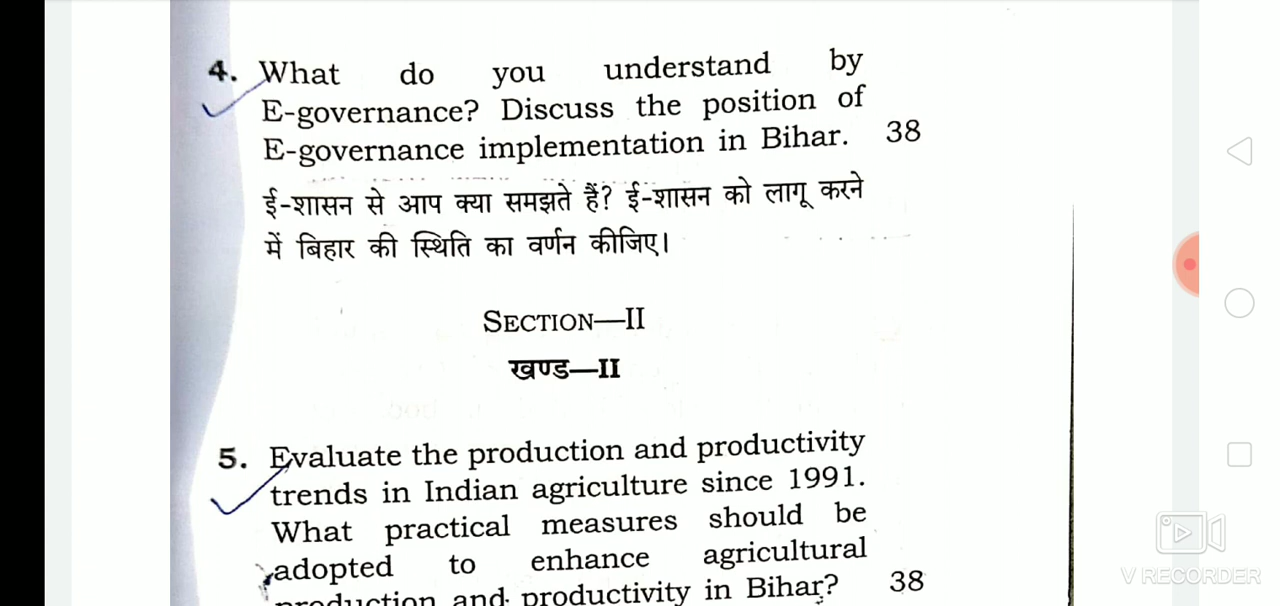 4. What do you understand by
E-governance? Discuss the position of
E-governance implementation in Bihar. 38
ई-शासन से आप क्या समझते हैं? ई-शासन को लागू करने
में बिहार की स्थिति का वर्णन कीजिए।
SECTION—II
खण्ड—II
5. Evaluate the production and productivity
trends in Indian agriculture since 1991.
What practical measures should be
adopted to enhance agricultural
production and productivity in Bihar? 38
V RECORDER